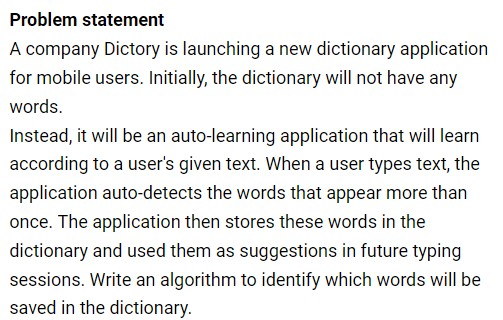 Problem statement
A company Dictory is launching a new dictionary application
for mobile users. Initially, the dictionary will not have any
words.
Instead, it will be an auto-learning application that will learn
according to a user's given text. When a user types text, the
application auto-detects the words that appear more than
once. The application then stores these words in the
dictionary and used them as suggestions in future typing
sessions. Write an algorithm to identify which words will be
saved in the dictionary.